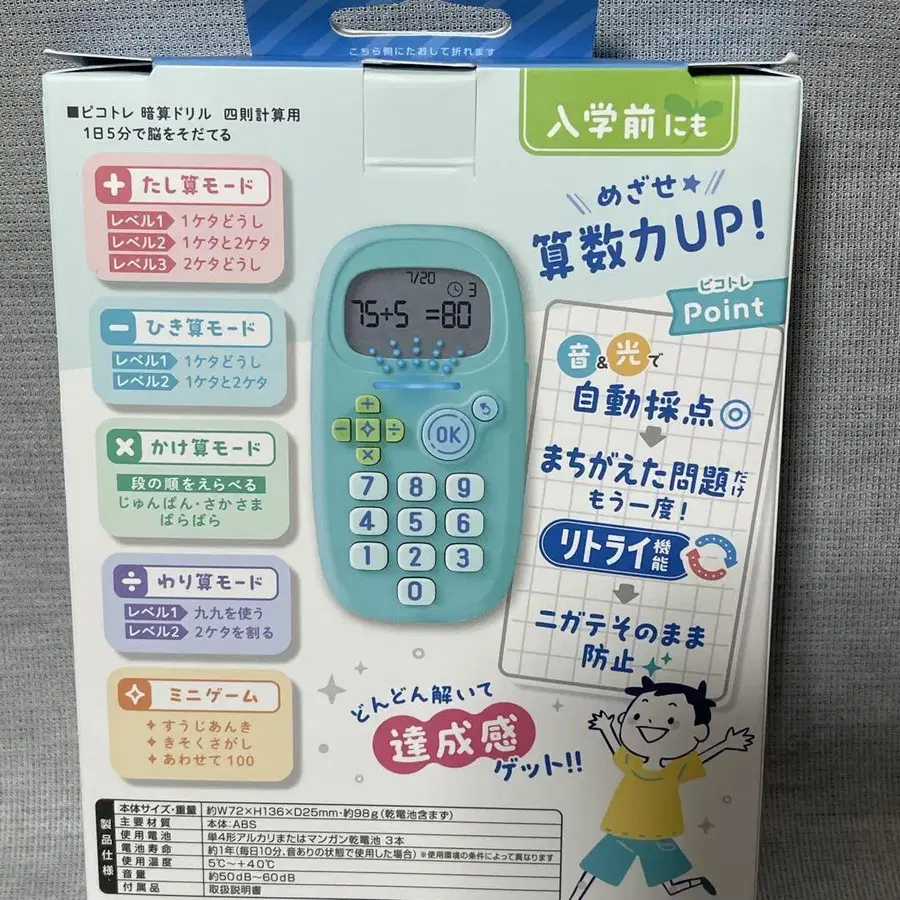 こちら側にたおして折れます
■ピコトレ 暗算ドリル 四則計算用
1日5分で脳をそだてる
入学前にも
めざせ★
算数力UP!
+ たし算モード
レベル1 1ケタどうし
レベル2 1ケタと2ケタ
レベル3 2ケタどうし
− ひき算モード
レベル1 1ケタどうし
レベル2 1ケタと2ケタ
× かけ算モード
段の順をえらべる
じゅんばん・さかさま
ばらばら
÷ わり算モード
レベル1 九九を使う
レベル2 2ケタを割る
ミニゲーム
すうじあんき
きそくさがし
あわせて100
7/20
3
75+5 =80
+
− ÷
×
OK
7 8 9
4 5 6
1 2 3
0
ピコトレ
Point
音&光で
自動採点◎
まちがえた問題だけ
もう一度!
リトライ機能
ニガテそのまま
防止
どんどん解いて
達成感
ゲット!!
製品仕様
本体サイズ・重量 約W72×H136×D25mm・約98g(乾電池含まず)
主要材質 本体:ABS
使用電池 単4形アルカリまたはマンガン乾電池 3本
電池寿命 約1年(毎日10分、音ありの状態で使用した場合) ※使用環境の条件によって異なります
使用温度 5℃〜+40℃
音量 約50dB〜60dB
付属品 取扱説明書